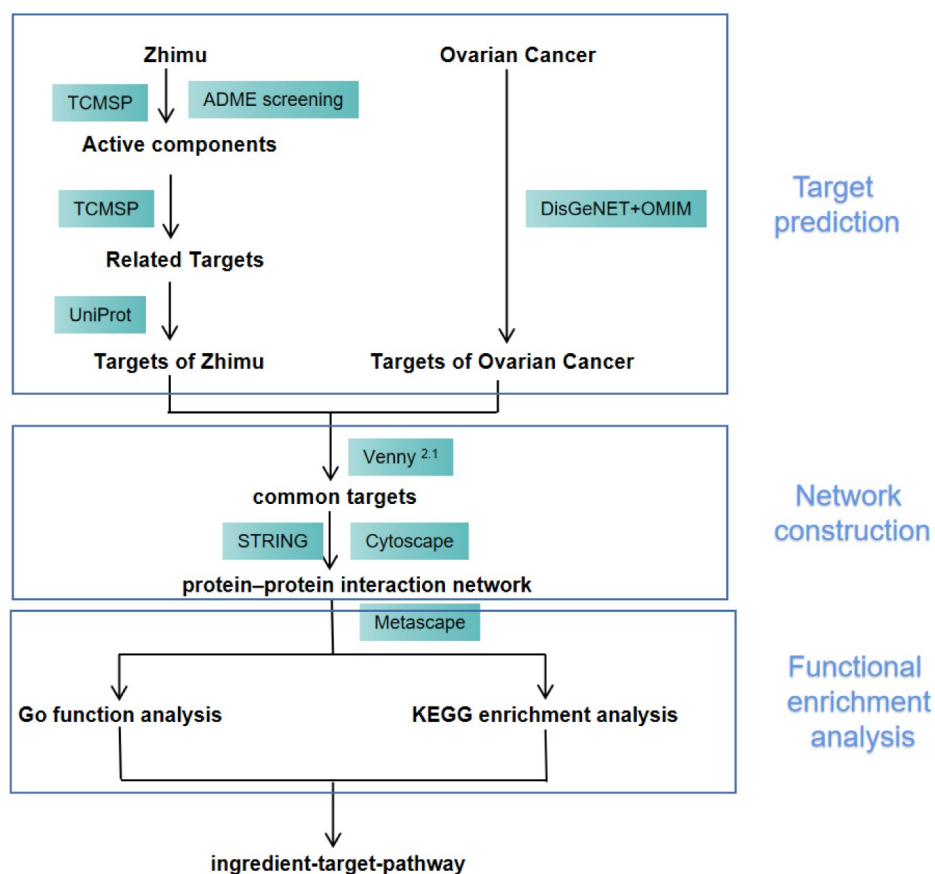 Zhimu
Ovarian Cancer
TCMSP
ADME screening
Active components
TCMSP
DisGeNET+OMIM
Target
prediction
Related Targets
UniProt
Targets of Zhimu
Targets of Ovarian Cancer
Venny 2.1
common targets
STRING
Cytoscape
Network
construction
protein–protein interaction network
Metascape
Go function analysis
KEGG enrichment analysis
Functional
enrichment
analysis
ingredient-target-pathway